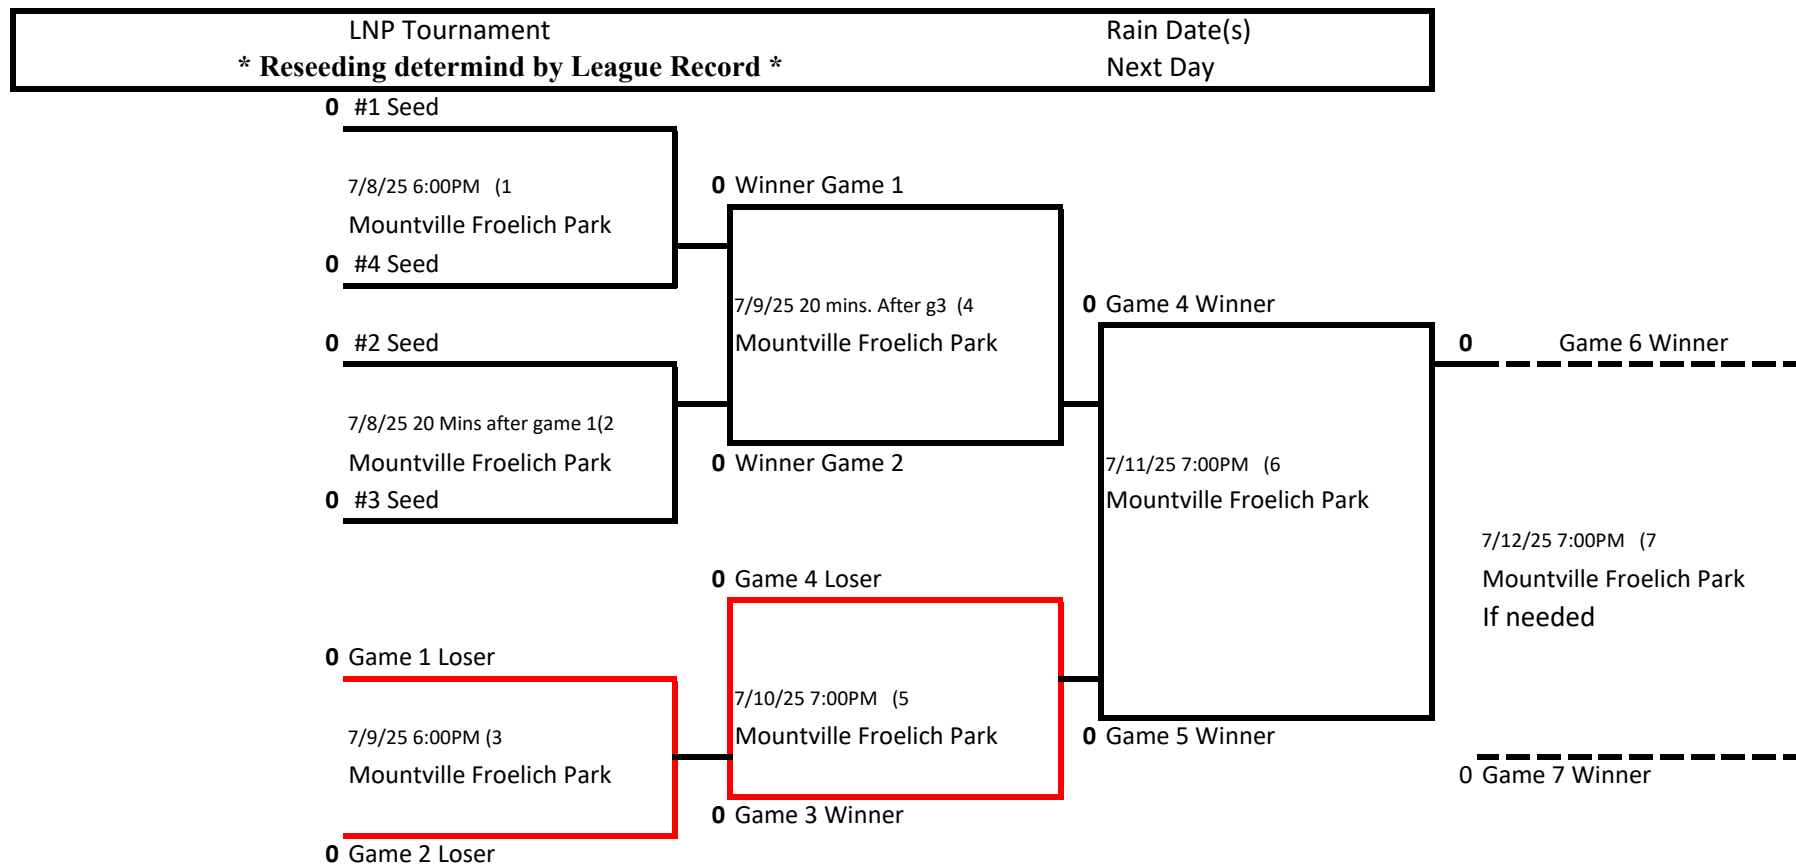 LNP Tournament Rain Date(s)
* Reseeding determind by League Record * Next Day
0 #1 Seed
7/8/25 6:00PM (1
Mountville Froelich Park
0 #4 Seed
0 #2 Seed
7/8/25 20 Mins after game 1(2
Mountville Froelich Park
0 #3 Seed
0 Game 1 Loser
7/9/25 6:00PM (3
Mountville Froelich Park
0 Game 2 Loser
0 Winner Game 1
7/9/25 20 mins. After g3 (4
Mountville Froelich Park
0 Winner Game 2
0 Game 4 Loser
7/10/25 7:00PM (5
Mountville Froelich Park
0 Game 3 Winner
0 Game 4 Winner
7/11/25 7:00PM (6
Mountville Froelich Park
0 Game 5 Winner
0 Game 6 Winner
7/12/25 7:00PM (7
Mountville Froelich Park
If needed
0 Game 7 Winner